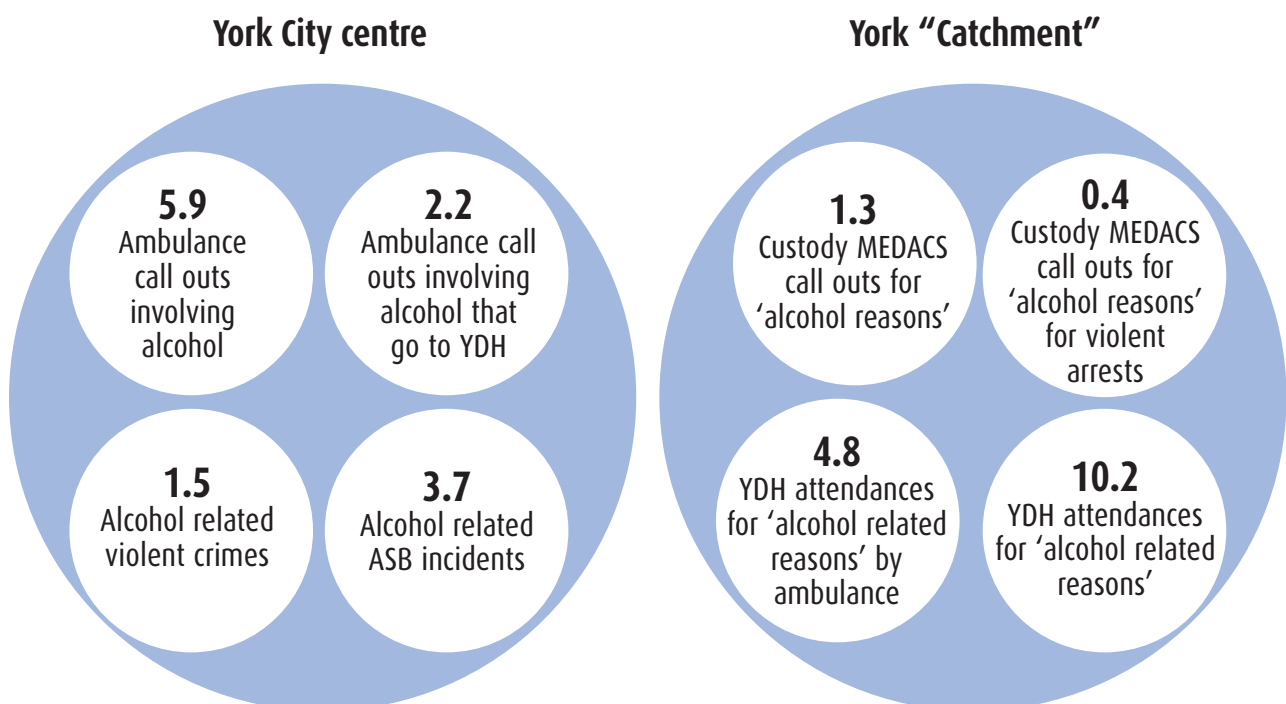 York City centre
5.9
Ambulance
call outs
involving
alcohol
2.2
Ambulance call
outs involving
alcohol that
go to YDH
1.5
Alcohol related
violent crimes
3.7
Alcohol related
ASB incidents
York “Catchment”
1.3
Custody MEDACS
call outs for
‘alcohol reasons’
0.4
Custody MEDACS
call outs for
‘alcohol reasons’
for violent
arrests
4.8
YDH attendances
for ‘alcohol related
reasons’ by
ambulance
10.2
YDH attendances
for ‘alcohol related
reasons’